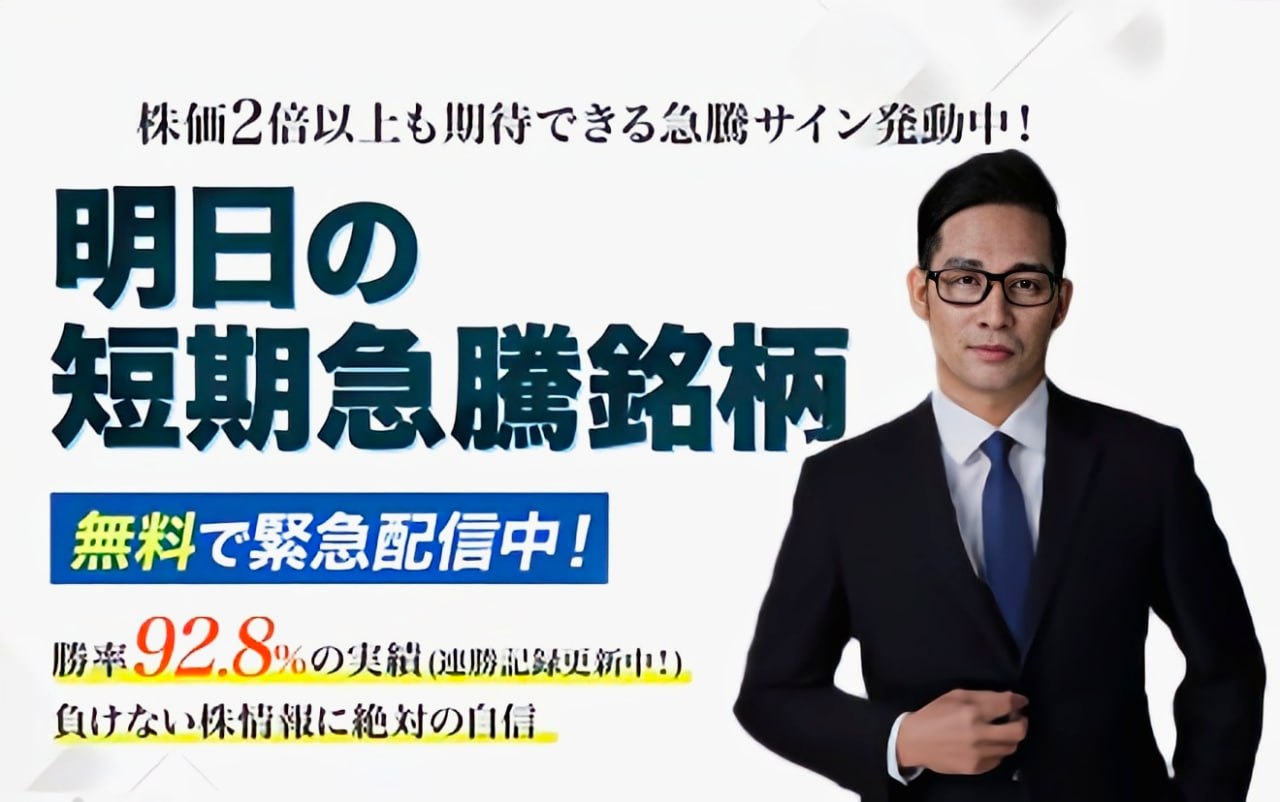 株価2倍以上も期待できる急騰サイン発動中！
明日の
短期急騰銘柄
無料で緊急配信中！
勝率92.8%の実績(連勝記録更新中！)
負けない株情報に絶対の自信